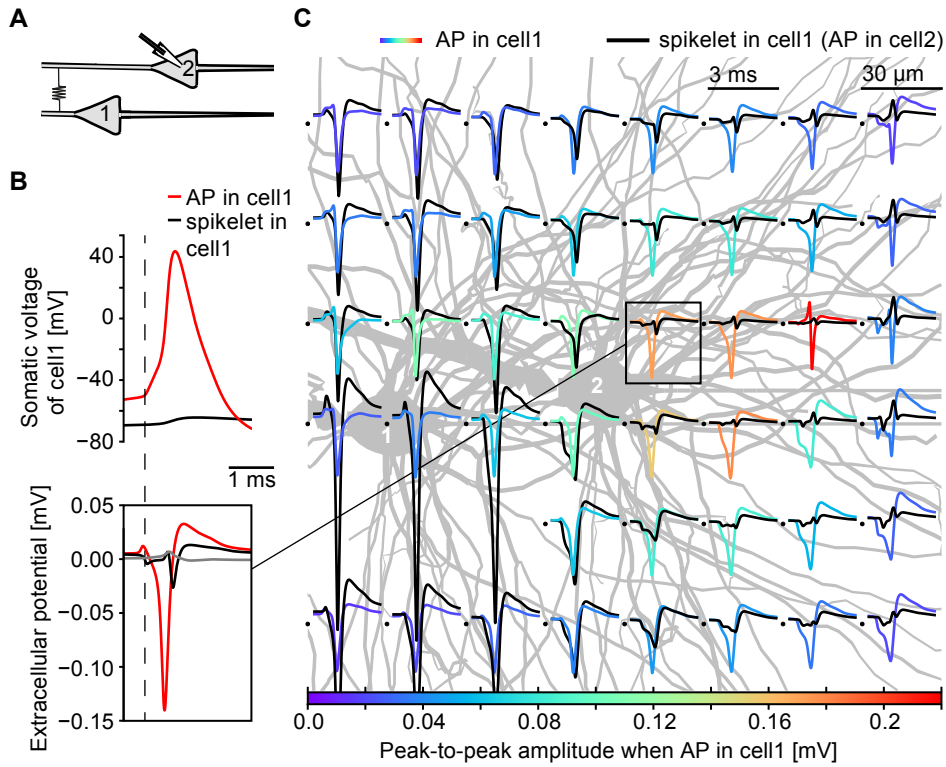 A
2
1
B
AP in cell1
spikelet in
cell1
Somatic voltage
of cell1 [mV]
40
0
−40
−80
1 ms
Extracellular potential [mV]
0.05
0.00
−0.05
−0.10
−0.15
C
AP in cell1
spikelet in cell1 (AP in cell2)
3 ms
30 µm
2
1
0.0
0.04
0.08
0.12
0.16
0.2
Peak-to-peak amplitude when AP in cell1 [mV]